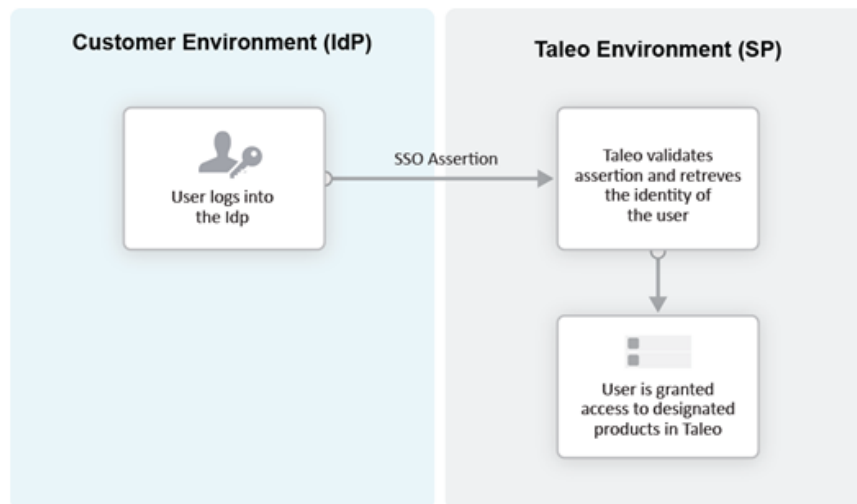 Customer Environment (IdP)
Taleo Environment (SP)
User logs into
the Idp
SSO Assertion
Taleo validates
assertion and retreves
the identity of
the user
User is granted
access to designated
products in Taleo